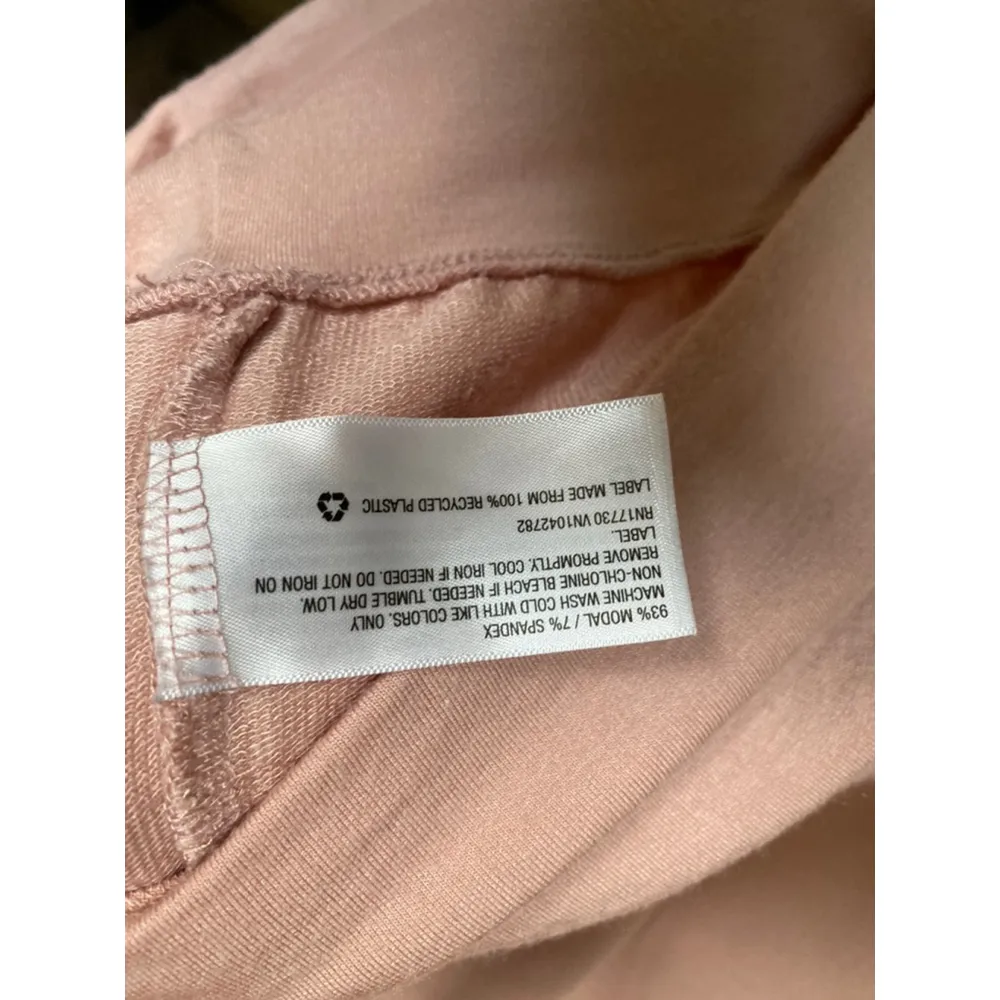 93% MODAL / 7% SPANDEX
MACHINE WASH COLD WITH LIKE COLORS. ONLY
NON-CHLORINE BLEACH IF NEEDED. TUMBLE DRY LOW.
REMOVE PROMPTLY. COOL IRON IF NEEDED. DO NOT IRON ON
LABEL.
RN17730 VN1042782
LABEL MADE FROM 100% RECYCLED PLASTIC